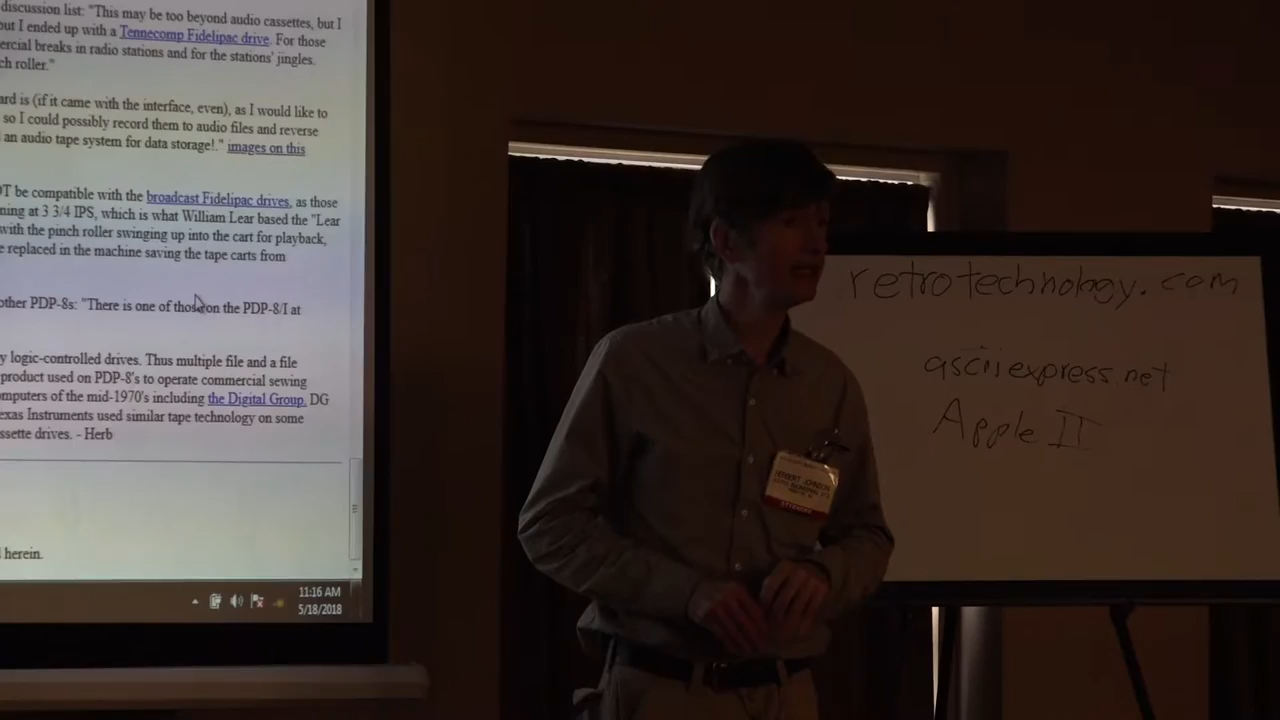 discussion list: "This may be too beyond audio cassettes, but I
out I ended up with a Tennecomp Fidelipac drive. For those
ercial breaks in radio stations and for the stations' jingles.
ch roller."
ard is (if it came with the interface, even), as I would like to
so I could possibly record them to audio files and reverse
an audio tape system for data storage!." images on this
OT be compatible with the broadcast Fidelipac drives, as those
ning at 3 3/4 IPS, which is what William Lear based the "Lear
with the pinch roller swinging up into the cart for playback,
e replaced in the machine saving the tape carts from
other PDP-8s: "There is one of those on the PDP-8/I at
y logic-controlled drives. Thus multiple file and a file
product used on PDP-8's to operate commercial sewing
mputers of the mid-1970's including the Digital Group, DG
exas Instruments used similar tape technology on some
ssette drives. - Herb
herein.
11:16 AM
5/18/2018
retrotechnology.com
asciiexpress.net
Apple II
HERBERT JOHNSON